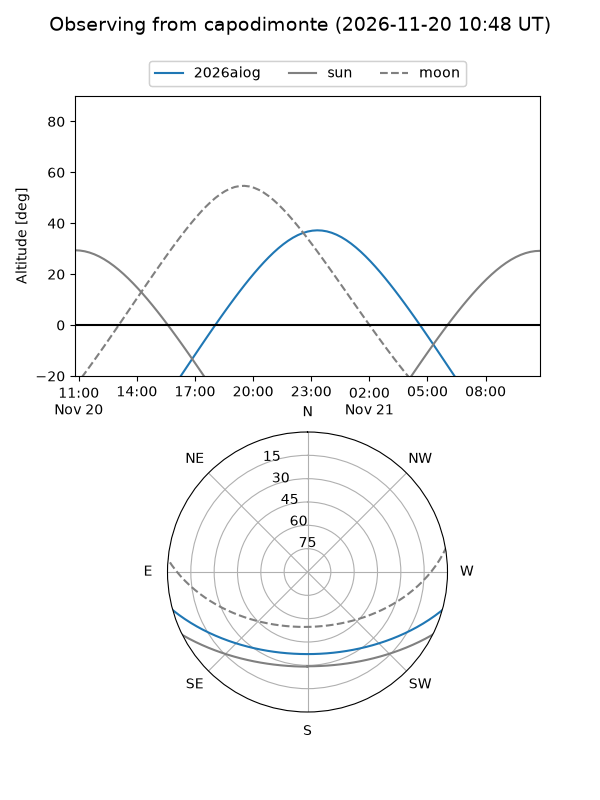 Observing from capodimonte (2026-11-20 10:48 UT)
2026aiog sun moon
Altitude [deg]
80
60
40
20
0
−20
11:00 14:00 17:00 20:00 23:00 02:00 05:00 08:00
Nov 20 Nov 21
N
NE NW
15
30
45
60
75
E W
SE SW
S